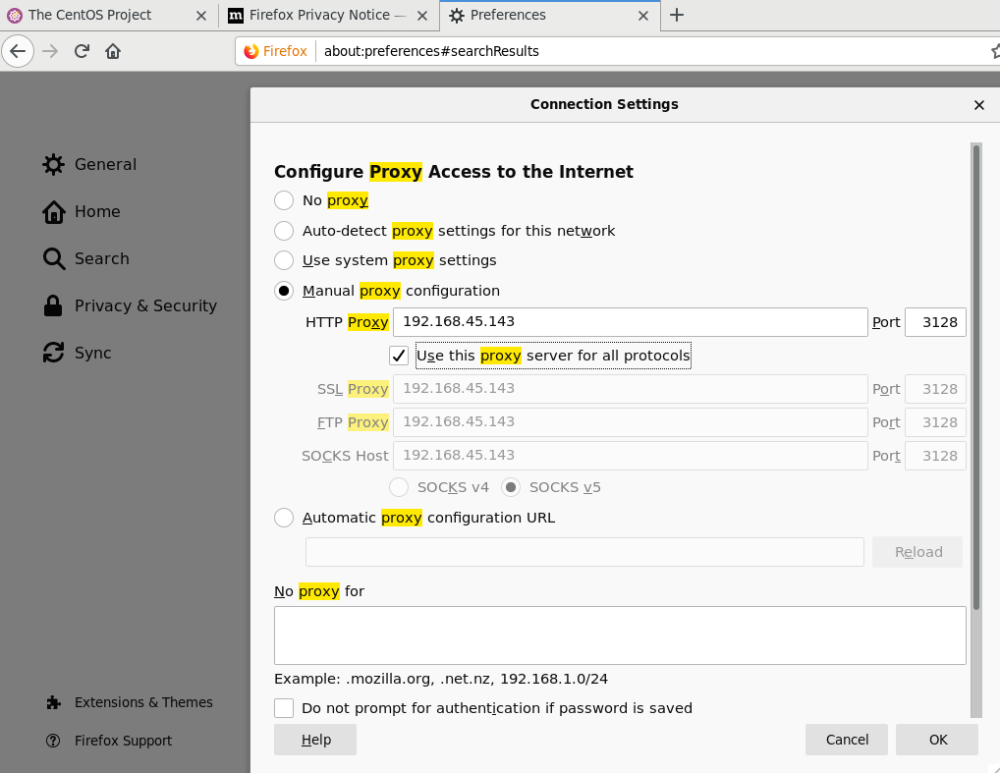 The CentOS Project
Firefox Privacy Notice —
Preferences
Firefox
about:preferences#searchResults
Connection Settings
General
Home
Search
Privacy & Security
Sync
Extensions & Themes
Firefox Support
Configure Proxy Access to the Internet
No proxy
Auto-detect proxy settings for this network
Use system proxy settings
Manual proxy configuration
HTTP Proxy 192.168.45.143 Port 3128
Use this proxy server for all protocols
SSL Proxy 192.168.45.143 Port 3128
FTP Proxy 192.168.45.143 Port 3128
SOCKS Host 192.168.45.143 Port 3128
SOCKS v4 SOCKS v5
Automatic proxy configuration URL
Reload
No proxy for
Example: .mozilla.org, .net.nz, 192.168.1.0/24
Do not prompt for authentication if password is saved
Help Cancel OK